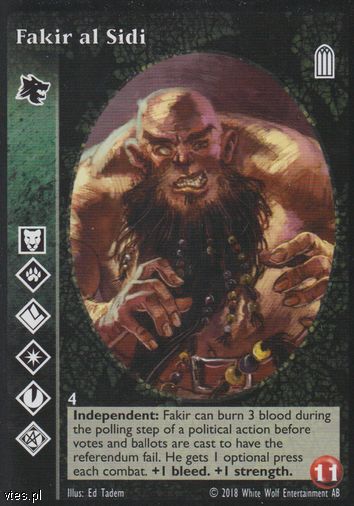 Fakir al Sidi
4
Independent: Fakir can burn 3 blood during
the polling step of a political action before
votes and ballots are cast to have the
referendum fail. He gets 1 optional press
each combat. +1 bleed. +1 strength.
11
vtes.pl
Illus: Ed Tadem
© 2018 White Wolf Entertainment AB